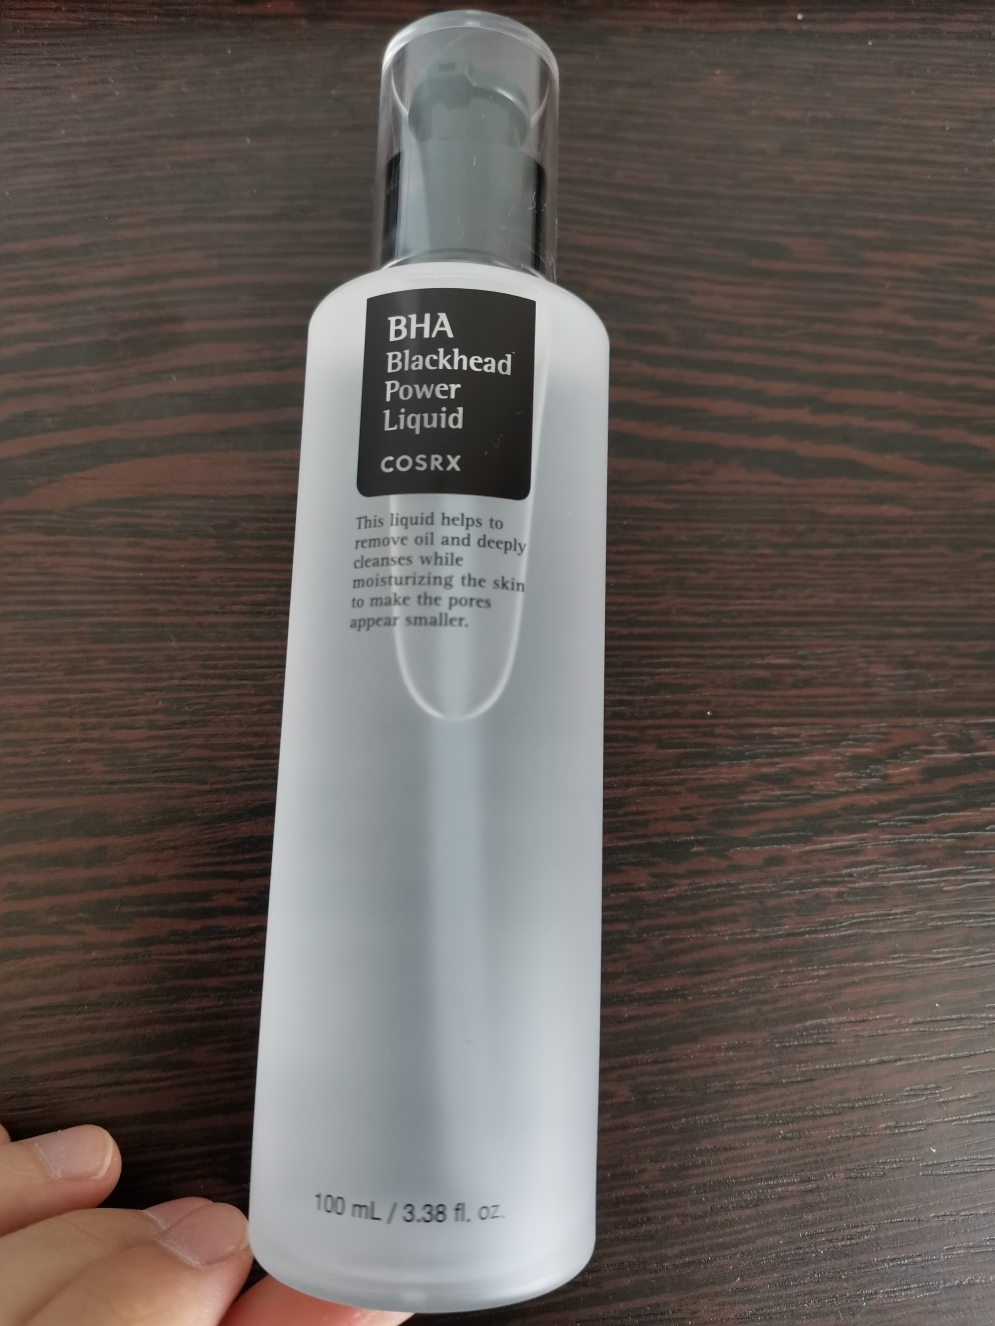 BHA
Blackhead
Power
Liquid
COSRX
This liquid helps to
remove oil and deeply
cleanses while
moisturizing the skin
to make the pores
appear smaller.
100 mL / 3.38 fl. oz.